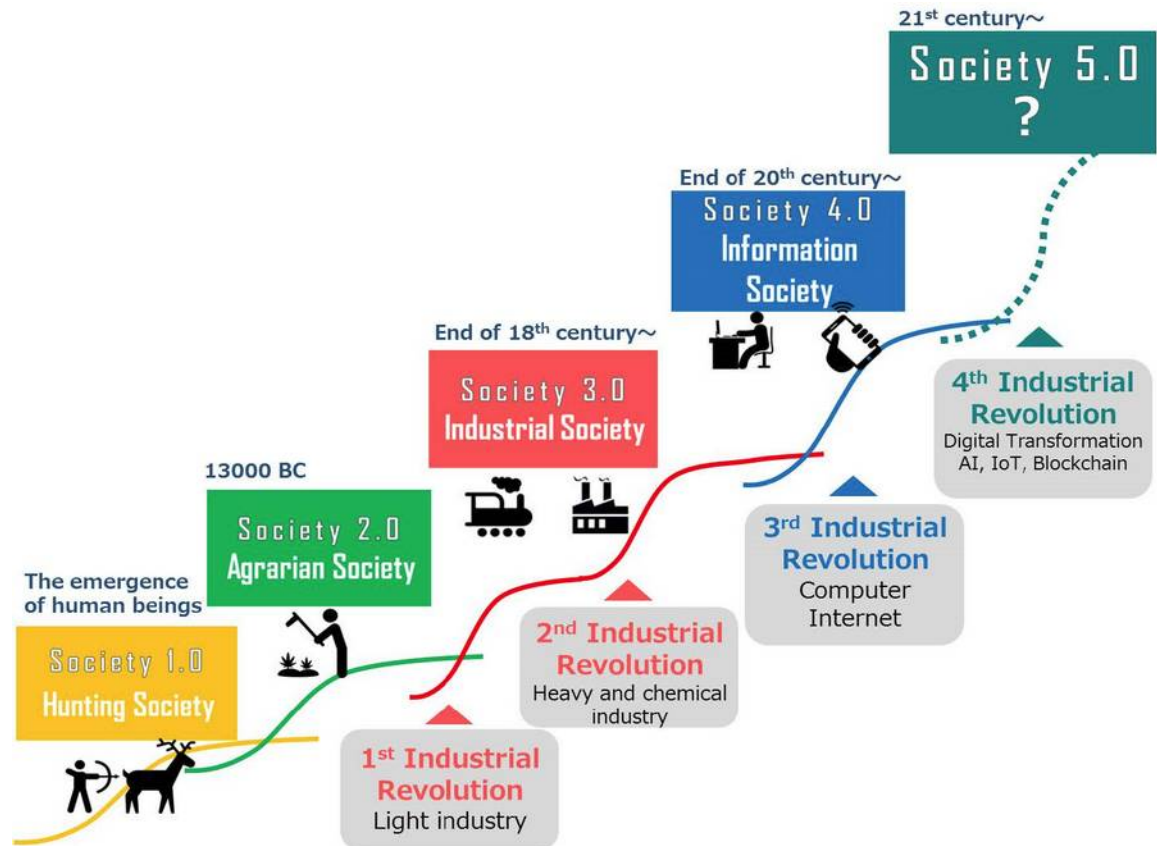 21st century～
Society 5.0
?
End of 20th century～
Society 4.0
Information
Society
End of 18th century～
Society 3.0
Industrial Society
4th Industrial
Revolution
Digital Transformation
AI, IoT, Blockchain
13000 BC
Society 2.0
Agrarian Society
3rd Industrial
Revolution
Computer
Internet
The emergence
of human beings
Society 1.0
Hunting Society
2nd Industrial
Revolution
Heavy and chemical
industry
1st Industrial
Revolution
Light industry